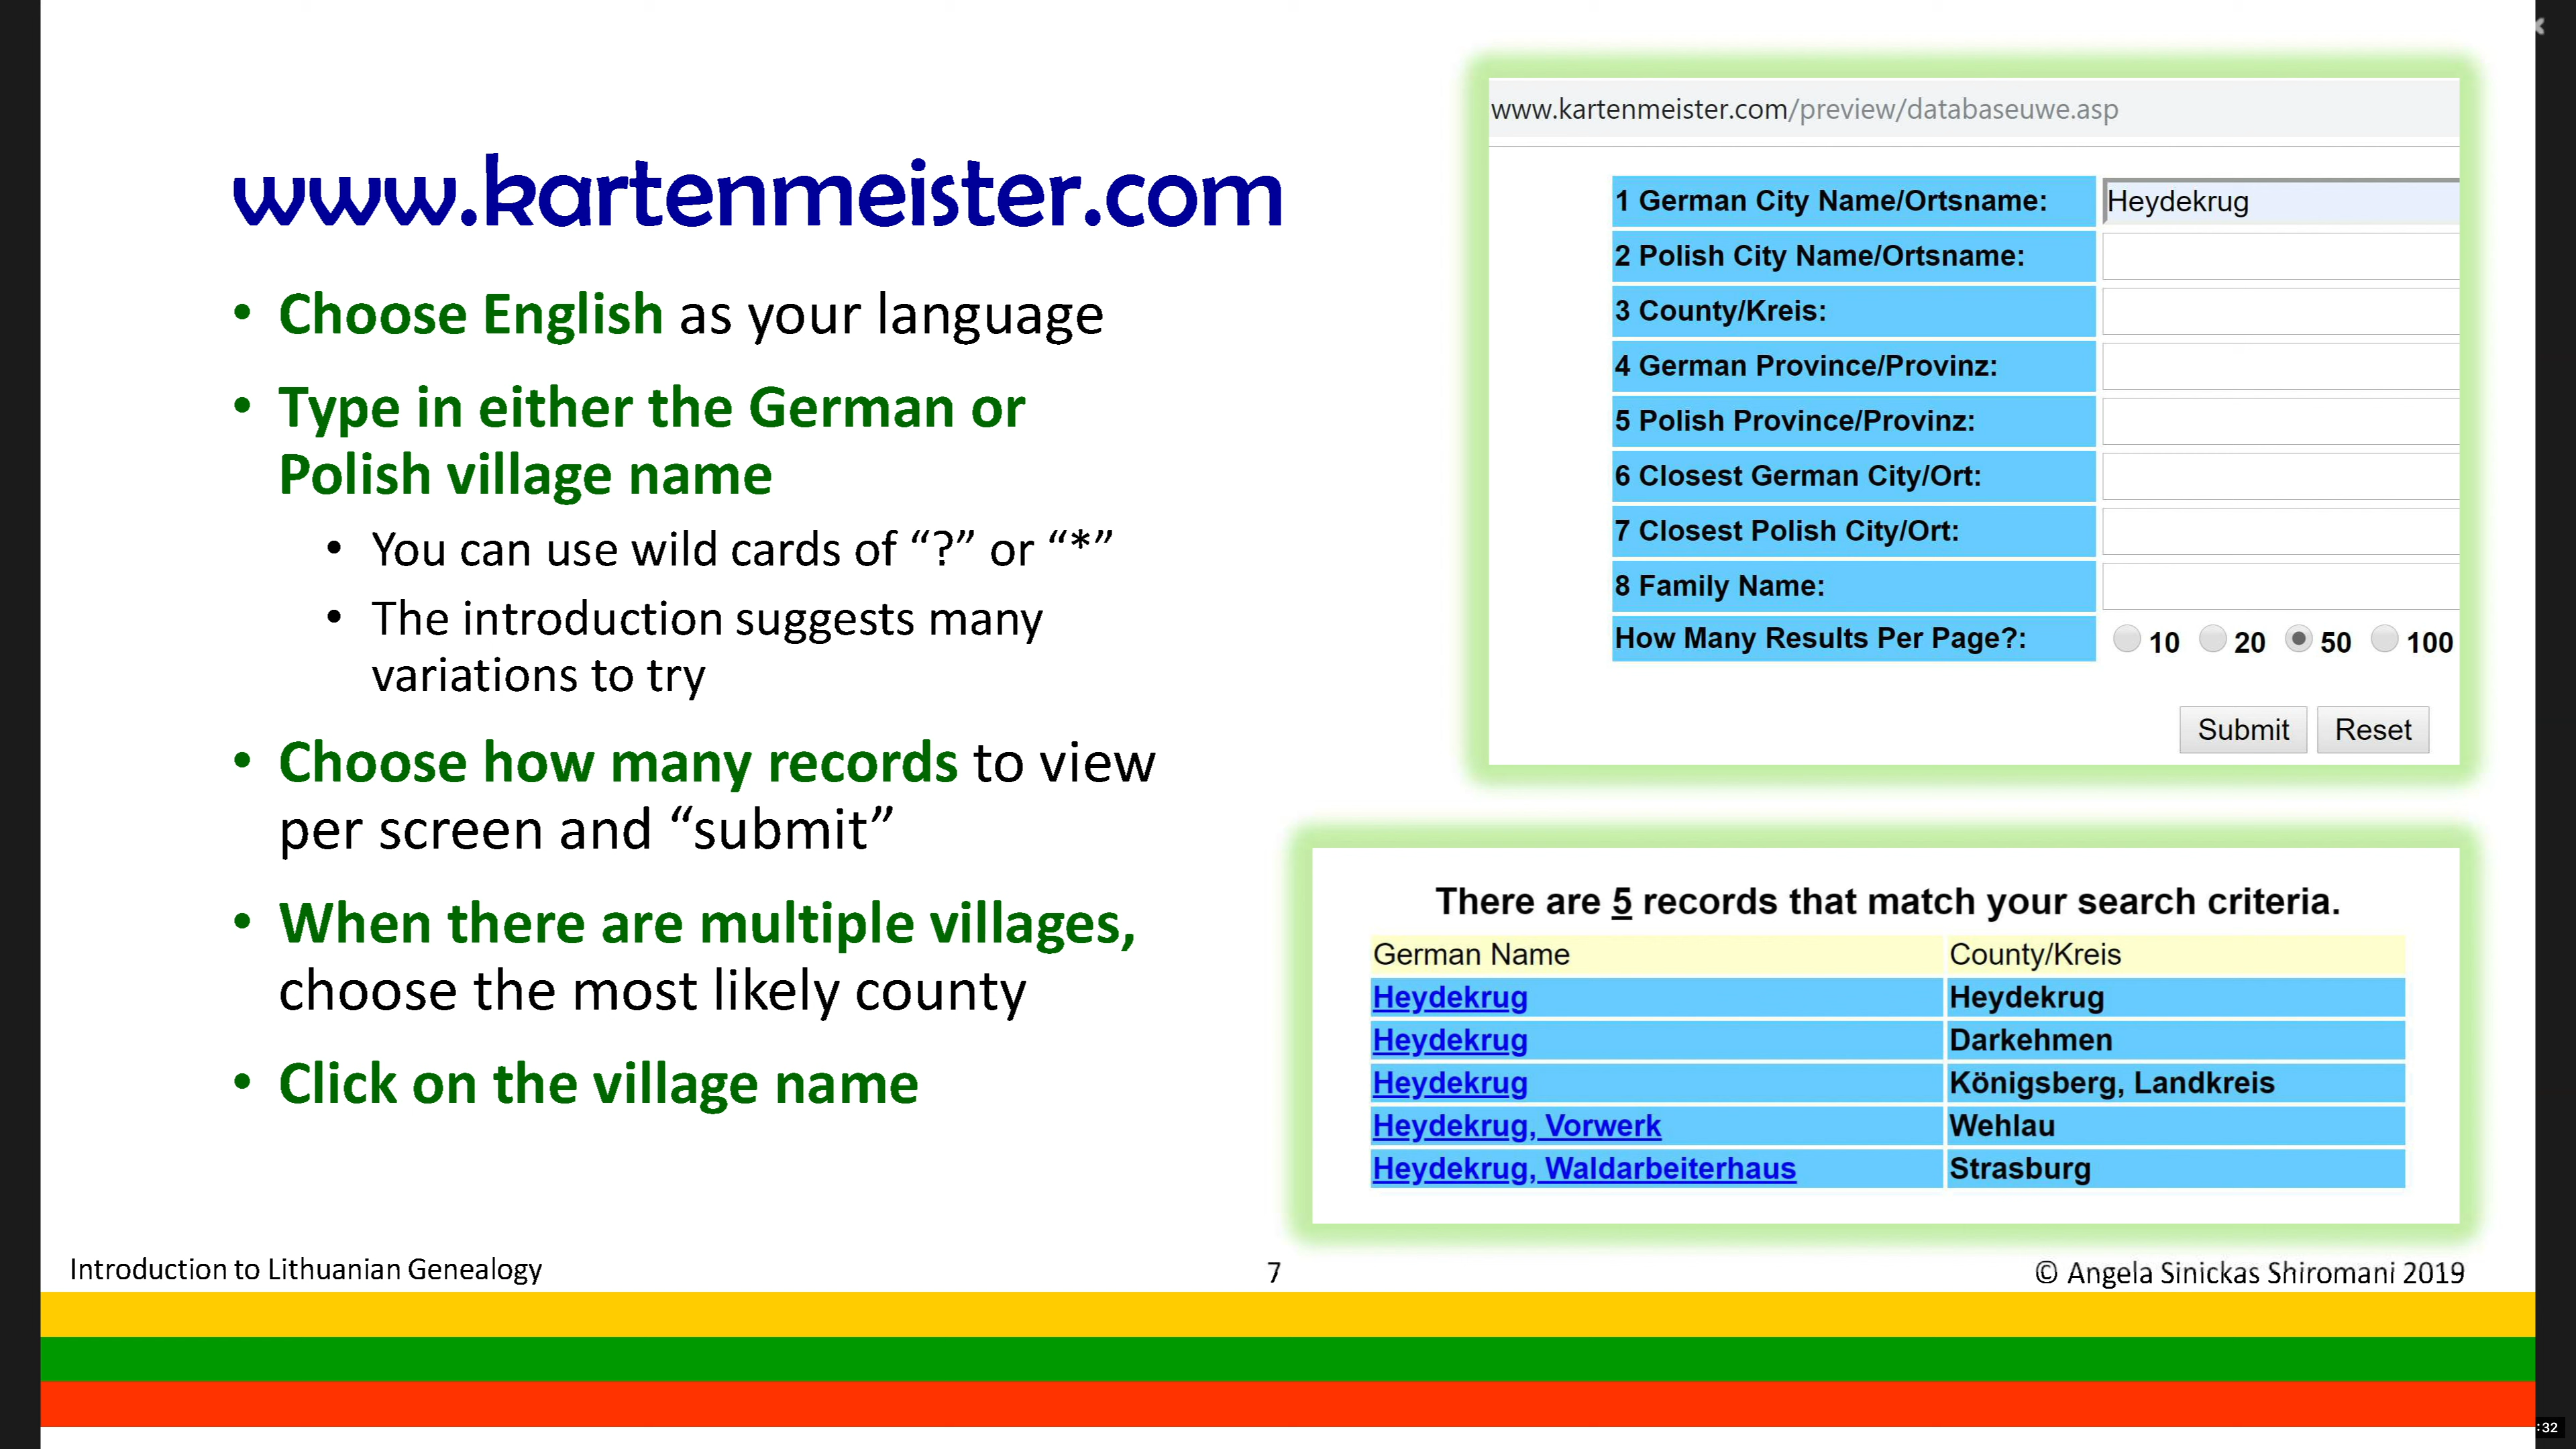 www.kartenmeister.com
• Choose English as your language
• Type in either the German or
Polish village name
• You can use wild cards of “?” or “*”
• The introduction suggests many
variations to try
• Choose how many records to view
per screen and “submit”
• When there are multiple villages,
choose the most likely county
• Click on the village name
www.kartenmeister.com/preview/databaseuwe.asp
1 German City Name/Ortsname: Heydekrug
2 Polish City Name/Ortsname:
3 County/Kreis:
4 German Province/Provinz:
5 Polish Province/Provinz:
6 Closest German City/Ort:
7 Closest Polish City/Ort:
8 Family Name:
How Many Results Per Page?: 10 20 50 100
Submit Reset
There are 5 records that match your search criteria.
German Name County/Kreis
Heydekrug Heydekrug
Heydekrug Darkehmen
Heydekrug Königsberg, Landkreis
Heydekrug, Vorwerk Wehlau
Heydekrug, Waldarbeiterhaus Strasburg
Introduction to Lithuanian Genealogy 7 © Angela Sinickas Shiromani 2019
:32